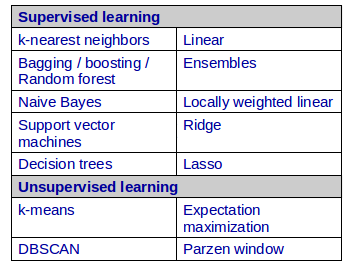 Supervised learning
k-nearest neighbors Linear
Bagging / boosting / Ensembles
Random forest
Naive Bayes Locally weighted linear
Support vector Ridge
machines
Decision trees Lasso
Unsupervised learning
k-means Expectation
maximization
DBSCAN Parzen window